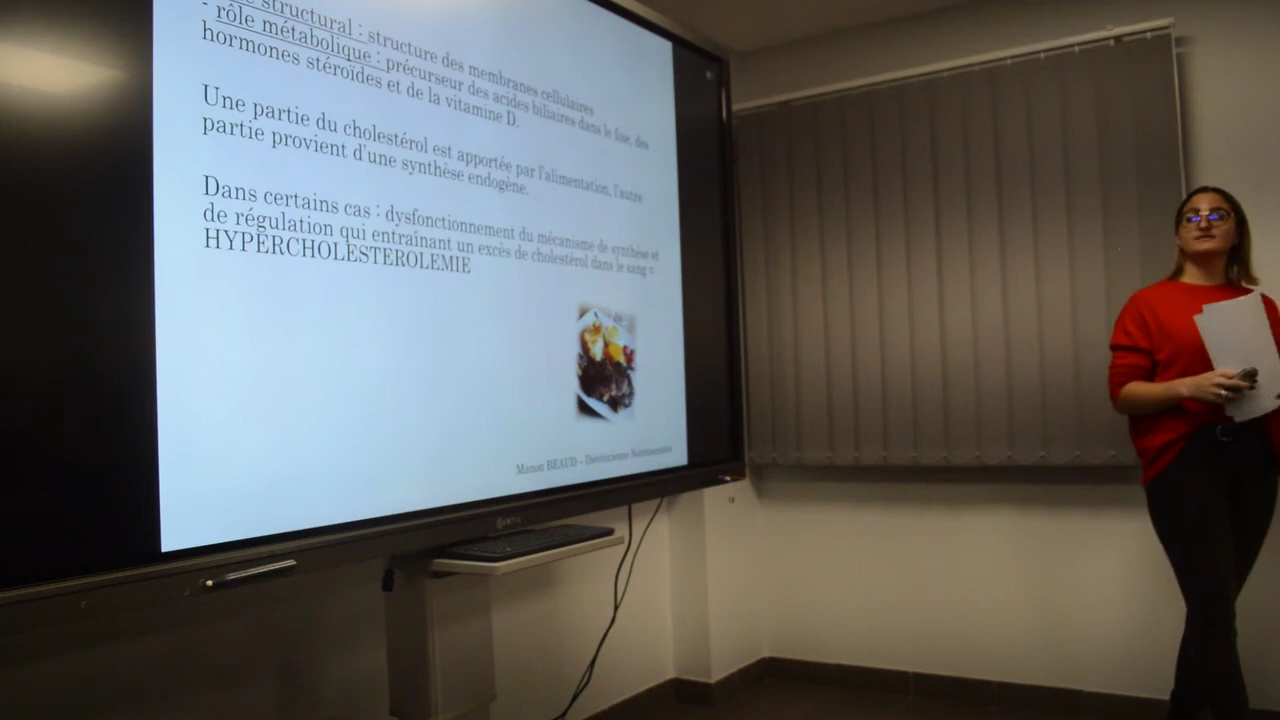 structural : structure des membranes cellulaires
- rôle métabolique : précurseur des acides biliaires dans le foie, des
hormones stéroïdes et de la vitamine D.
Une partie du cholestérol est apportée par l'alimentation, l'autre
partie provient d'une synthèse endogène.
Dans certains cas : dysfonctionnement du mécanisme de synthèse et
de régulation qui entraînant un excès de cholestérol dans le sang =
HYPERCHOLESTEROLEMIE
Manon BEAUD – Diététicienne Nutritionniste